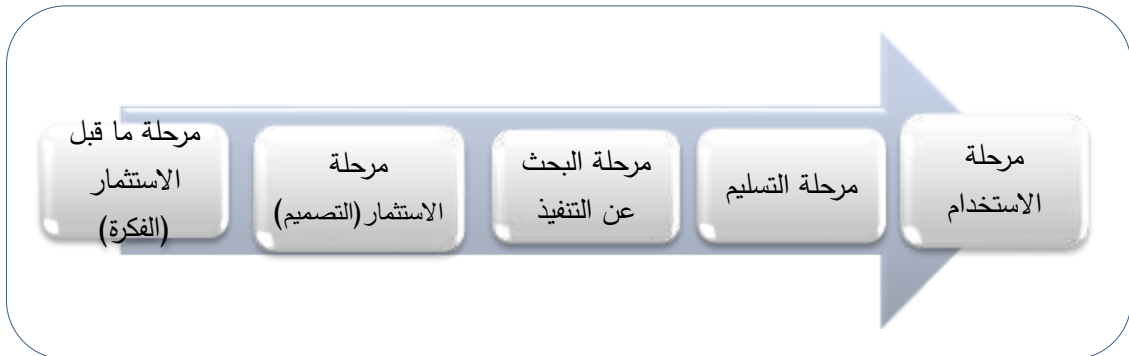 مرحلة ما قبل
الاستثمار
(الفكرة)
مرحلة
الاستثمار(التصميم)
مرحلة البحث
عن التنفيذ
مرحلة التسليم
مرحلة
الاستخدام